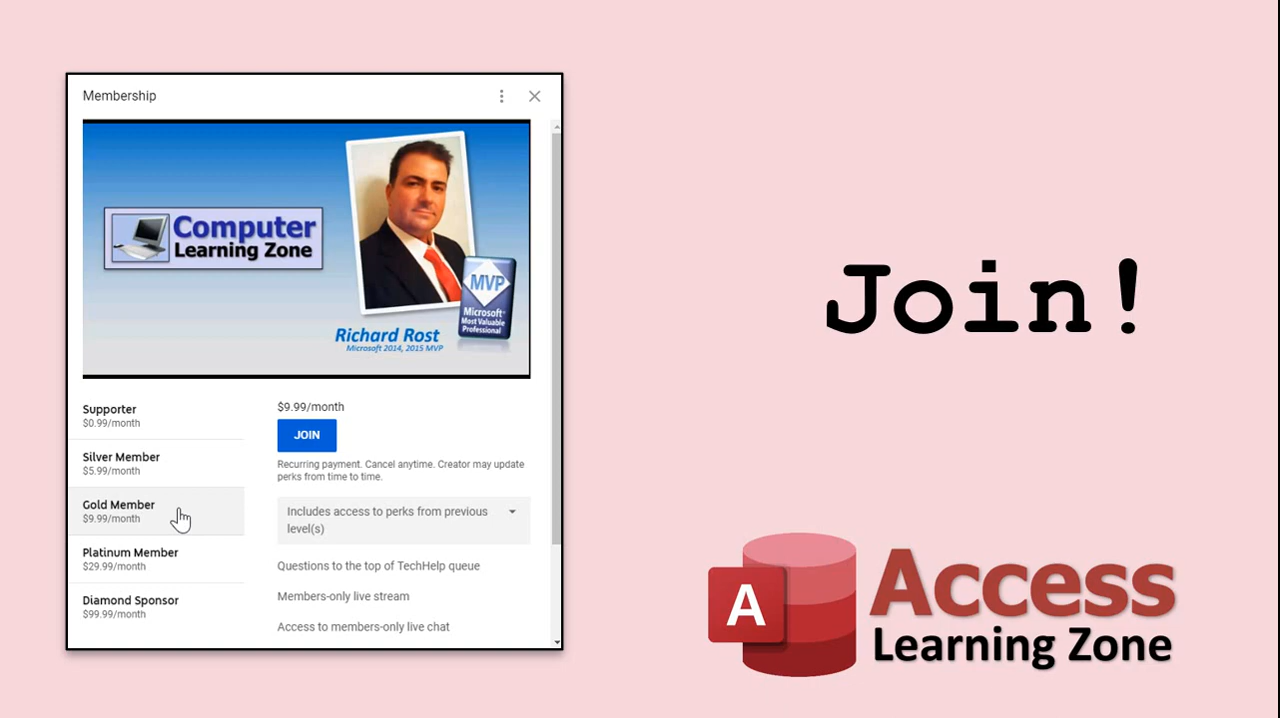 Membership
Computer
Learning Zone
MVP
Microsoft®
Most Valuable
Professional
Richard Rost
Microsoft 2014, 2015 MVP
Supporter
$0.99/month
Silver Member
$5.99/month
Gold Member
$9.99/month
Platinum Member
$29.99/month
Diamond Sponsor
$99.99/month
$9.99/month
JOIN
Recurring payment. Cancel anytime. Creator may update
perks from time to time.
Includes access to perks from previous
level(s)
Questions to the top of TechHelp queue
Members-only live stream
Access to members-only live chat
Join!
A
Access
Learning Zone